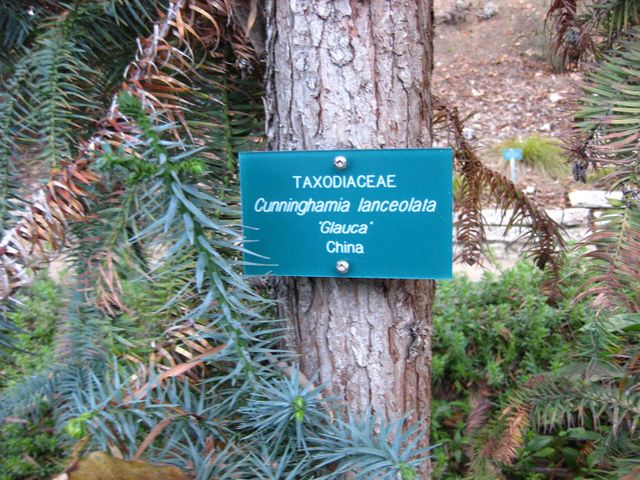 TAXODIACEAE
Cunninghamia lanceolata
"Glauca"
China